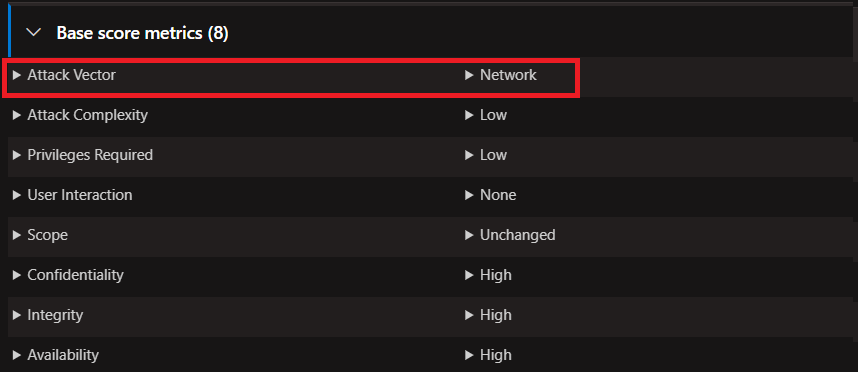 Base score metrics (8)
Attack Vector Network
Attack Complexity Low
Privileges Required Low
User Interaction None
Scope Unchanged
Confidentiality High
Integrity High
Availability High